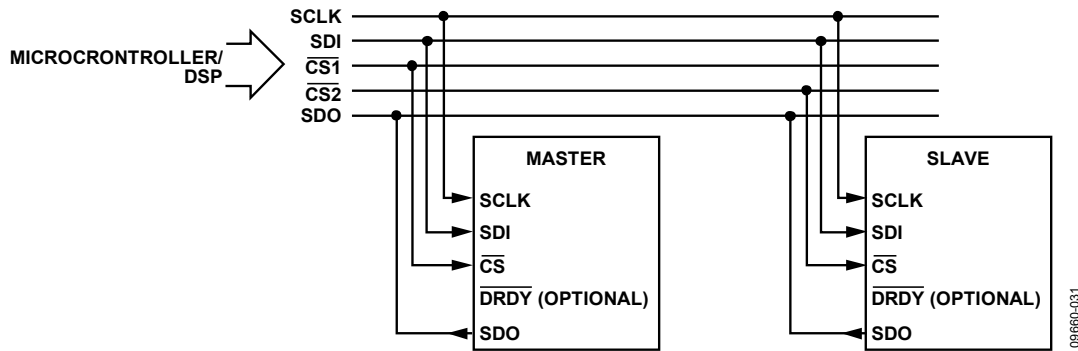 SCLK
SDI
CS1
CS2
SDO
MICROCRONTROLLER/
DSP
MASTER
SCLK
SDI
CS
DRDY (OPTIONAL)
SDO
SLAVE
SCLK
SDI
CS
DRDY (OPTIONAL)
SDO
09660-031